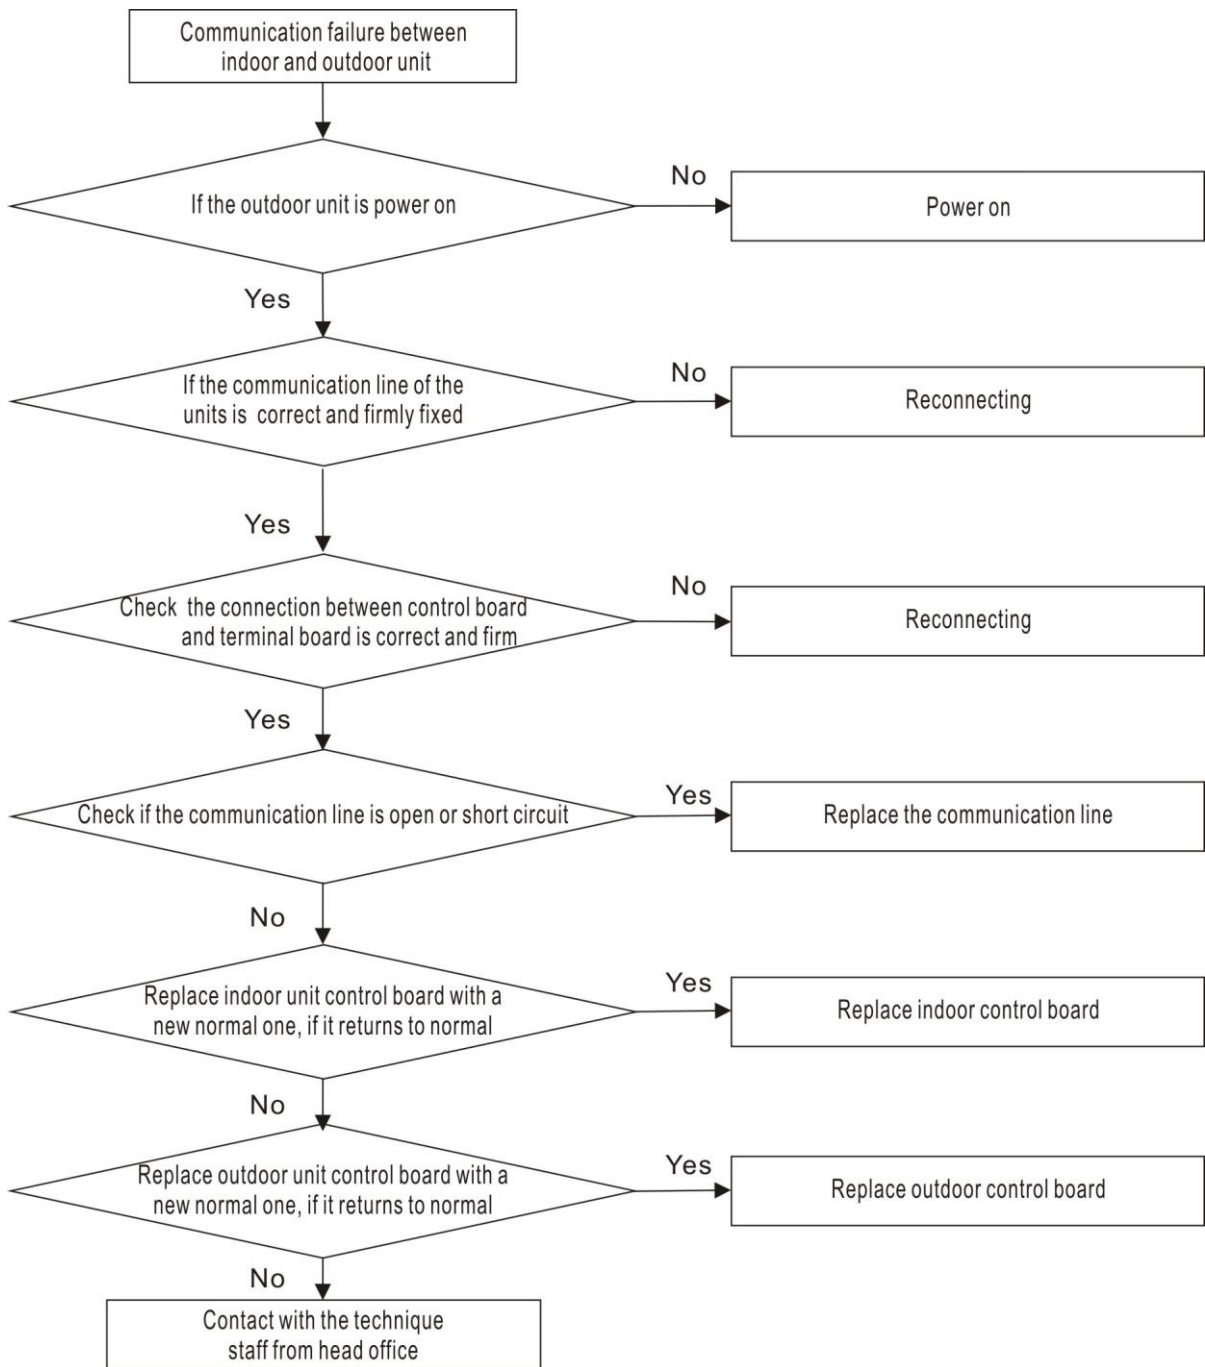 Communication failure between
indoor and outdoor unit
If the outdoor unit is power on
No
Power on
Yes
If the communication line of the
units is correct and firmly fixed
No
Reconnecting
Yes
Check the connection between control board
and terminal board is correct and firm
No
Reconnecting
Yes
Check if the communication line is open or short circuit
Yes
Replace the communication line
No
Replace indoor unit control board with a
new normal one, if it returns to normal
Yes
Replace indoor control board
No
Replace outdoor unit control board with a
new normal one, if it returns to normal
Yes
Replace outdoor control board
No
Contact with the technique
staff from head office